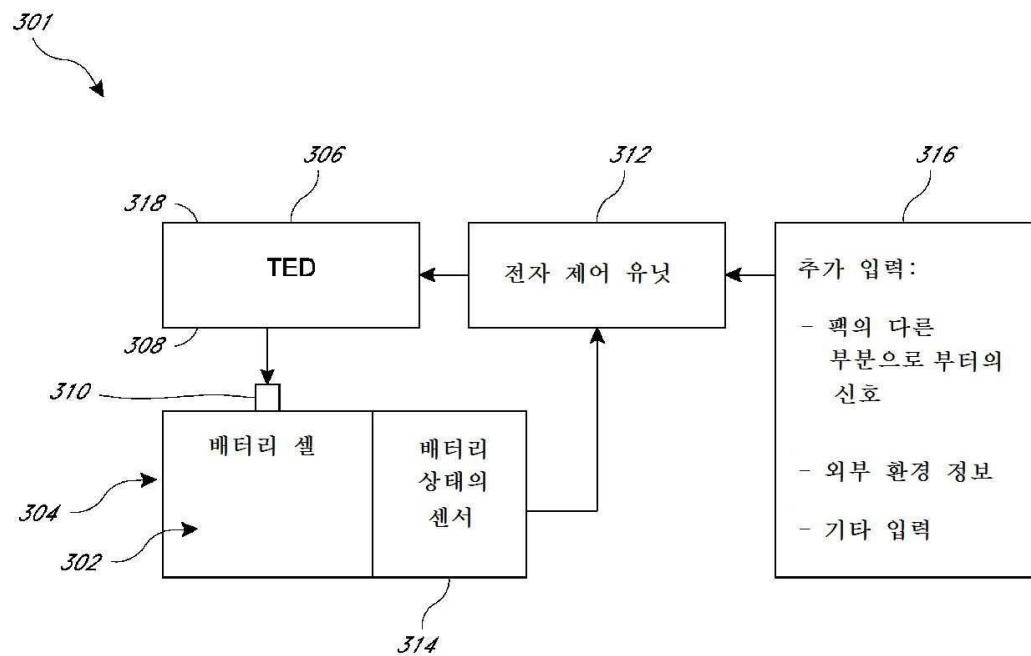 301
306
312
316
318
TED
전자 제어 유닛
추가 입력:
- 팩의 다른
부분으로 부터의
신호
- 외부 환경 정보
- 기타 입력
308
310
배터리 셀
배터리
상태의
센서
304
302
314